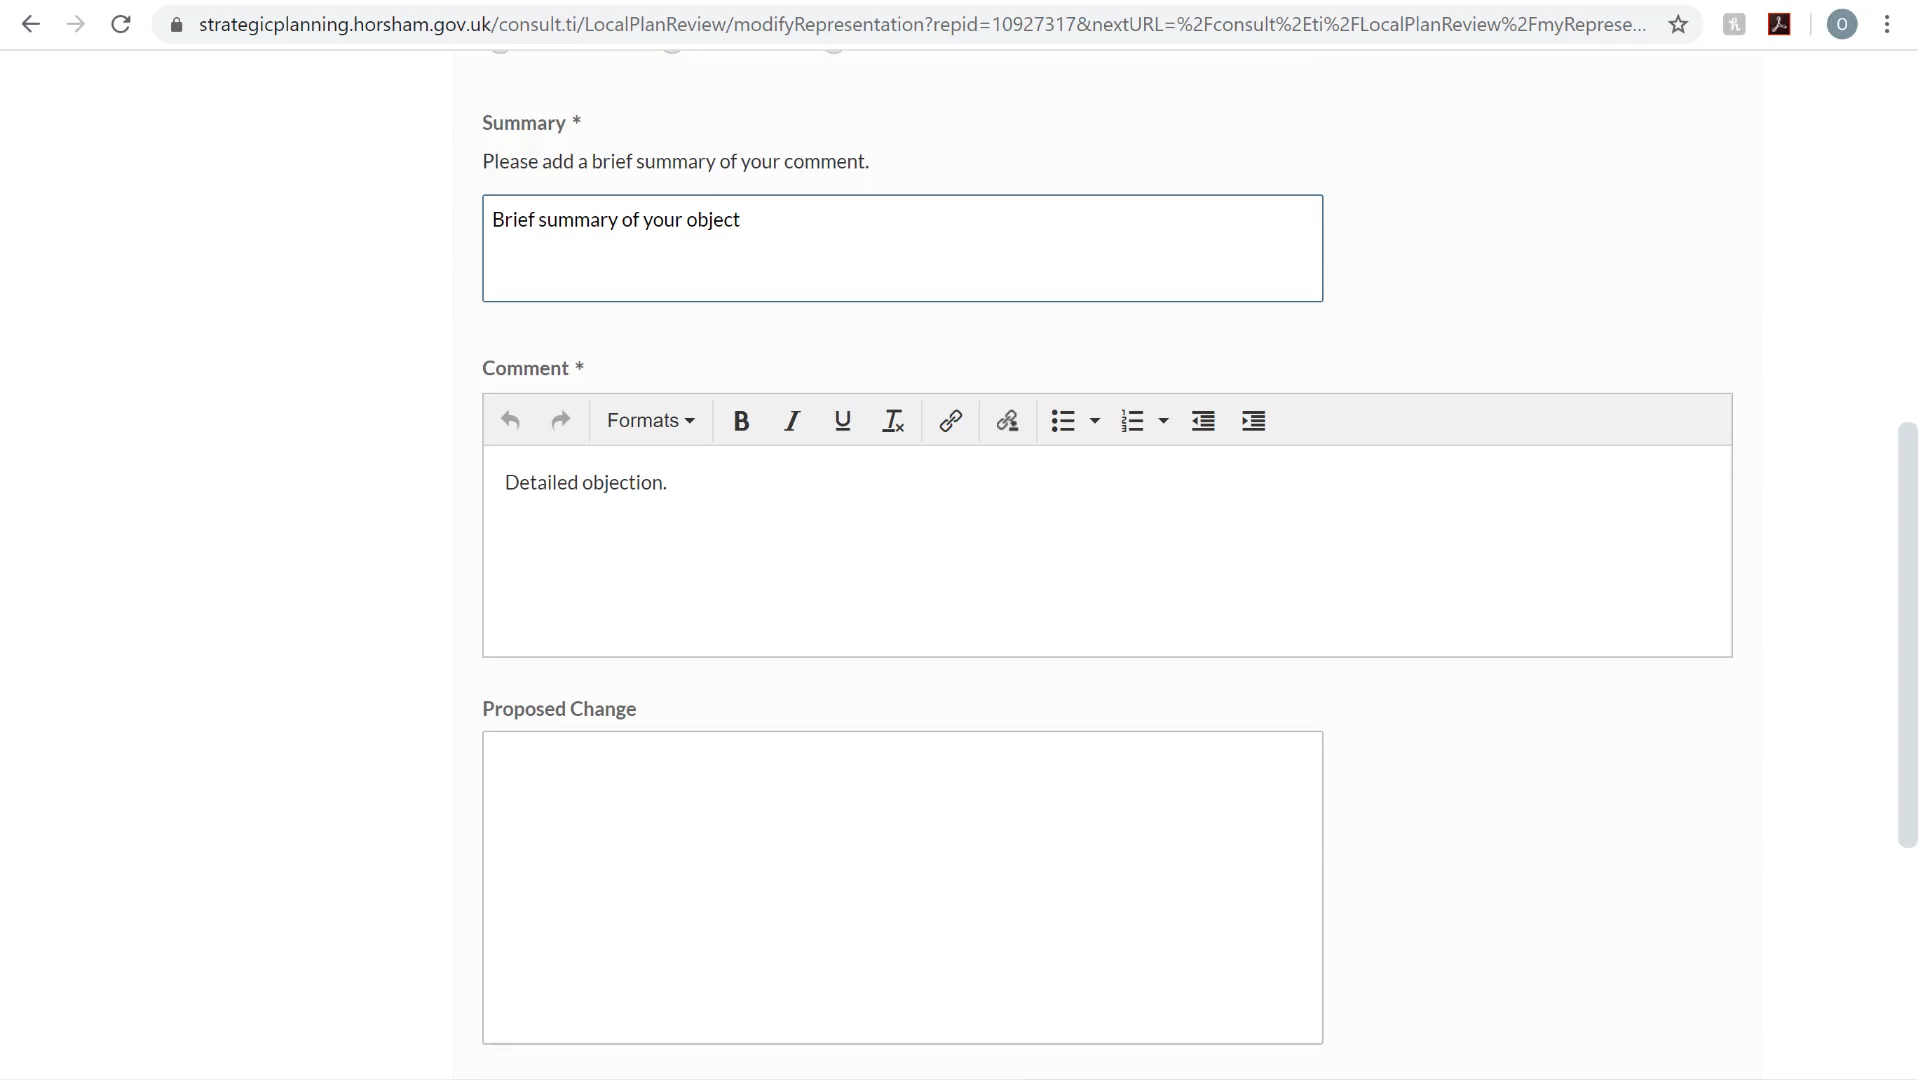 strategicplanning.horsham.gov.uk/consult.ti/LocalPlanReview/modifyRepresentation?repid=10927317&nextURL=%2Fconsult%2Eti%2FLocalPlanReview%2FmyReprese...
O
Summary *
Please add a brief summary of your comment.
Brief summary of your object
Comment *
Formats
Detailed objection.
Proposed Change